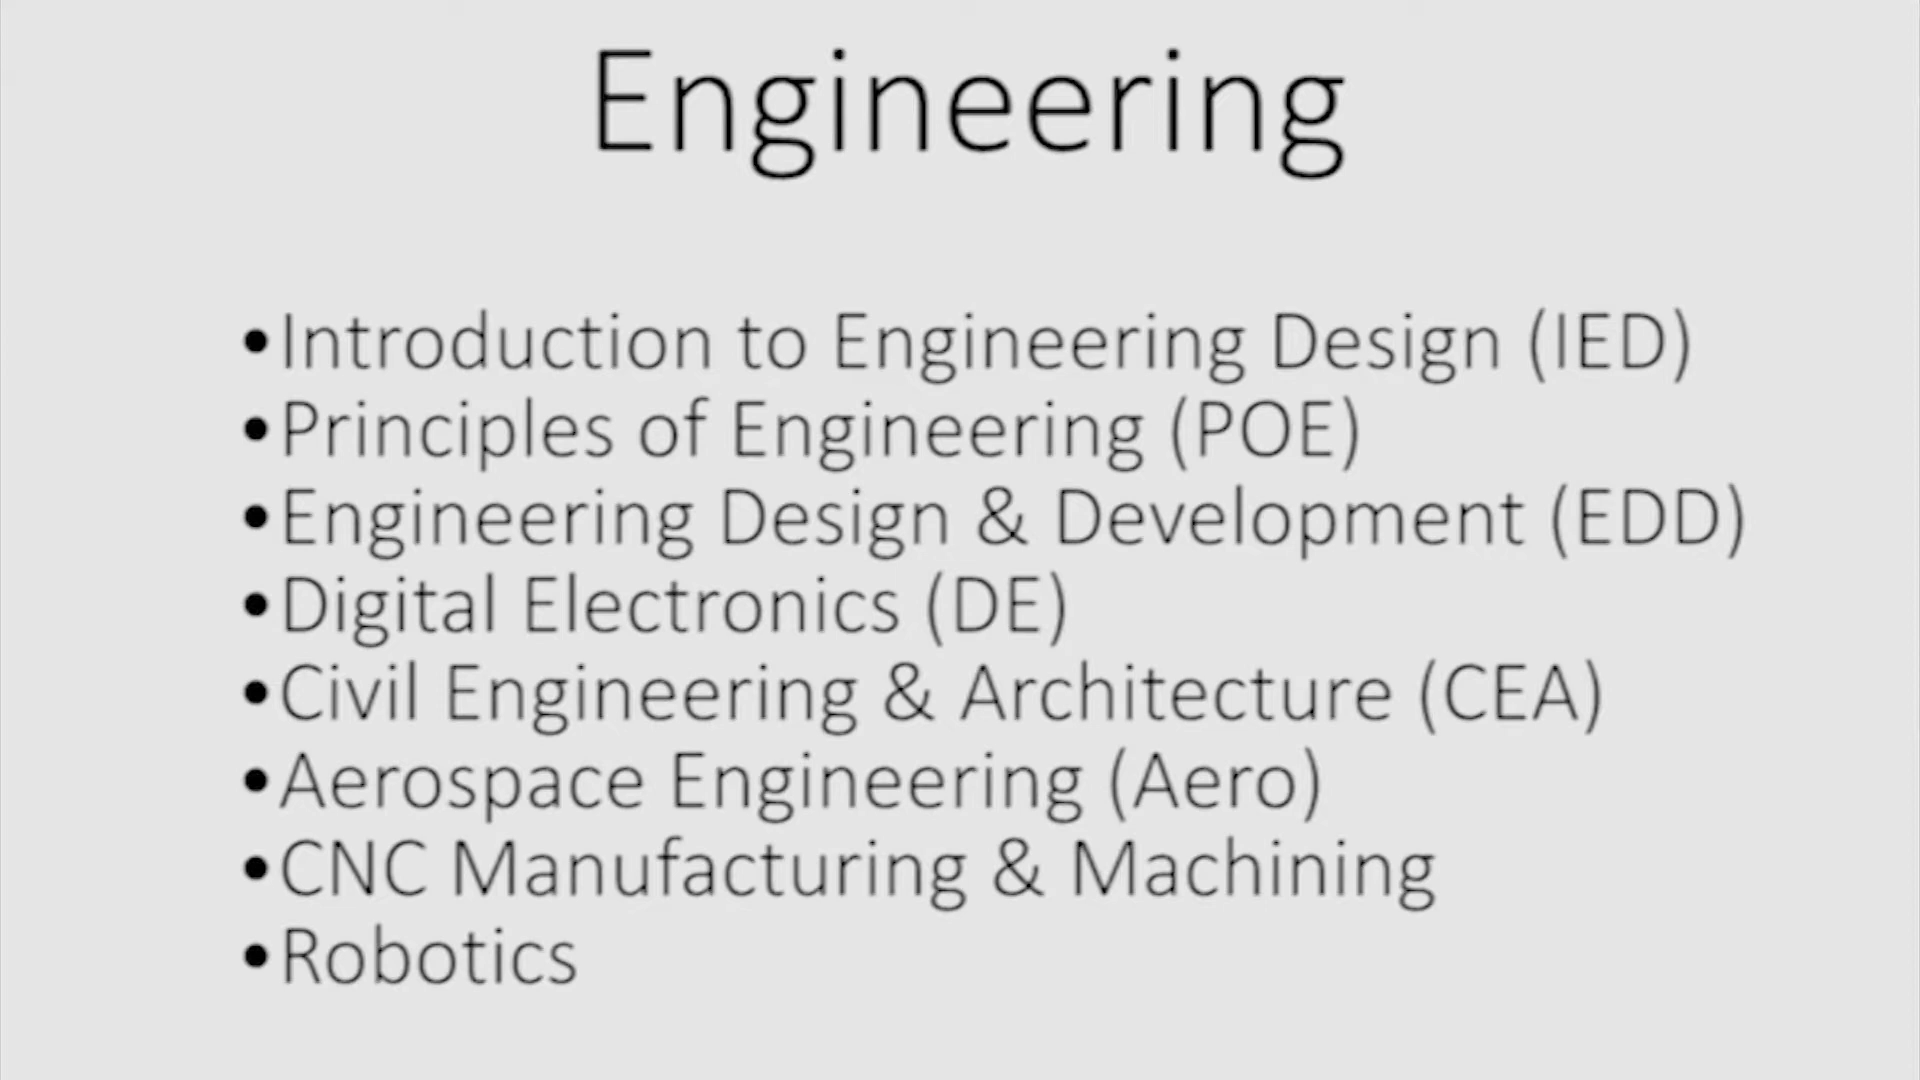 Engineering
•Introduction to Engineering Design (IED)
•Principles of Engineering (POE)
•Engineering Design & Development (EDD)
•Digital Electronics (DE)
•Civil Engineering & Architecture (CEA)
•Aerospace Engineering (Aero)
•CNC Manufacturing & Machining
•Robotics